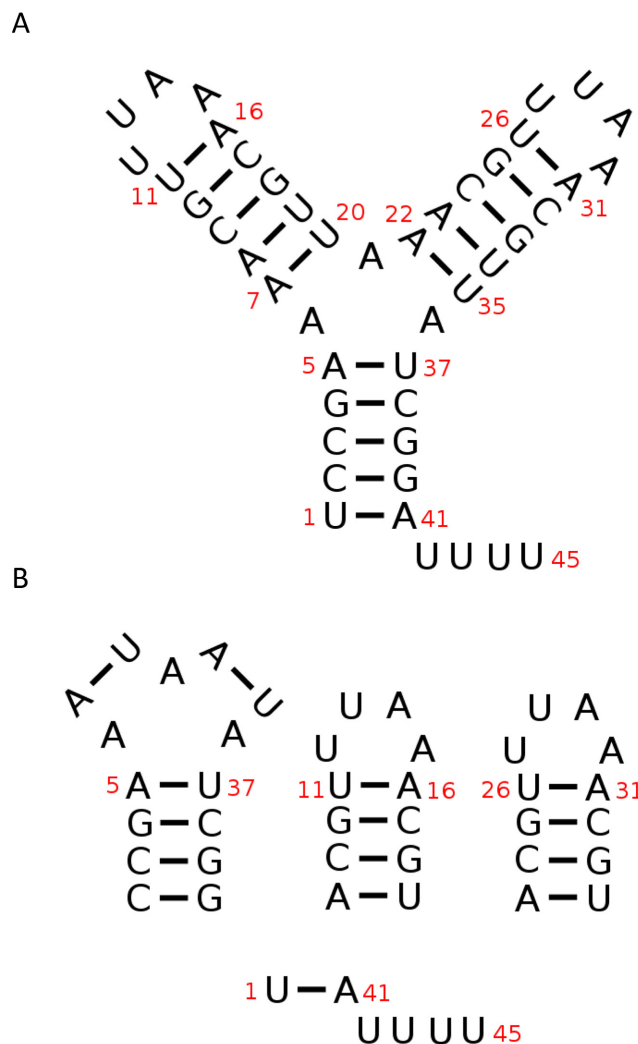 A
7 A A C G U 11 U U A A A 16 C G U U 20
A
22 A A C G U 26 U U A A A 31 C G U U 35
A A
5 A – U 37
G – C
C – G
C – G
1 U – A 41
U U U U 45
B
A – U A A – U
A A
5 A – U 37
G – C
C – G
C – G
U A
U A
11 U – A 16
G – C
C – G
A – U
U A
U A
26 U – A 31
G – C
C – G
A – U
1 U – A 41
U U U U 45